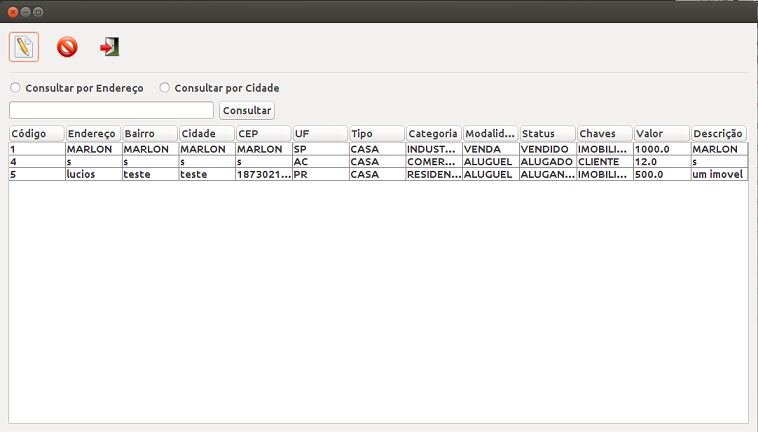 Consultar por Endereço Consultar por Cidade
Consultar
Código Endereço Bairro Cidade CEP UF Tipo Categoria Modalid... Status Chaves Valor Descrição
1 MARLON MARLON MARLON MARLON SP CASA INDUST... VENDA VENDIDO IMOBILI... 1000.0 MARLON
4 s s s s AC CASA COMER... ALUGUEL ALUGADO CLIENTE 12.0 s
5 lucios teste teste 1873021... PR CASA RESIDEN... ALUGUEL ALUGAN... IMOBILI... 500.0 um imovel